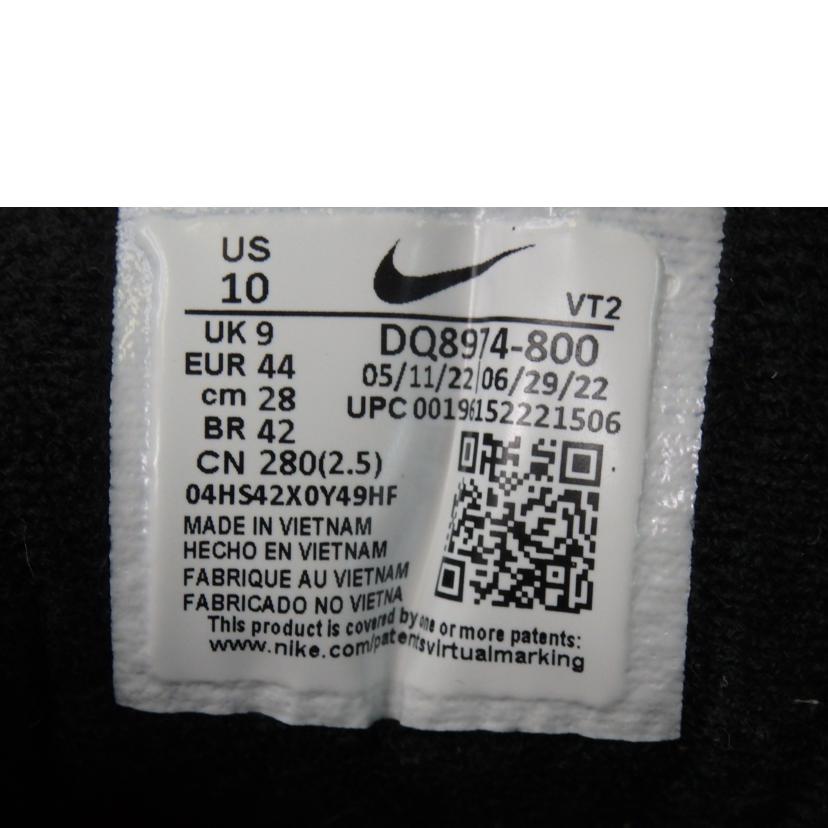 US
10
VT2
UK 9
DQ8974-800
EUR 44
05/11/22 06/29/22
cm 28
UPC 00196152221506
BR 42
CN 280(2.5)
04HS42X0Y49HF
MADE IN VIETNAM
HECHO EN VIETNAM
FABRIQUE AU VIETNAM
FABRICADO NO VIETNA
This product is covered by one or more patents:
www.nike.com/patentsvirtualmarking